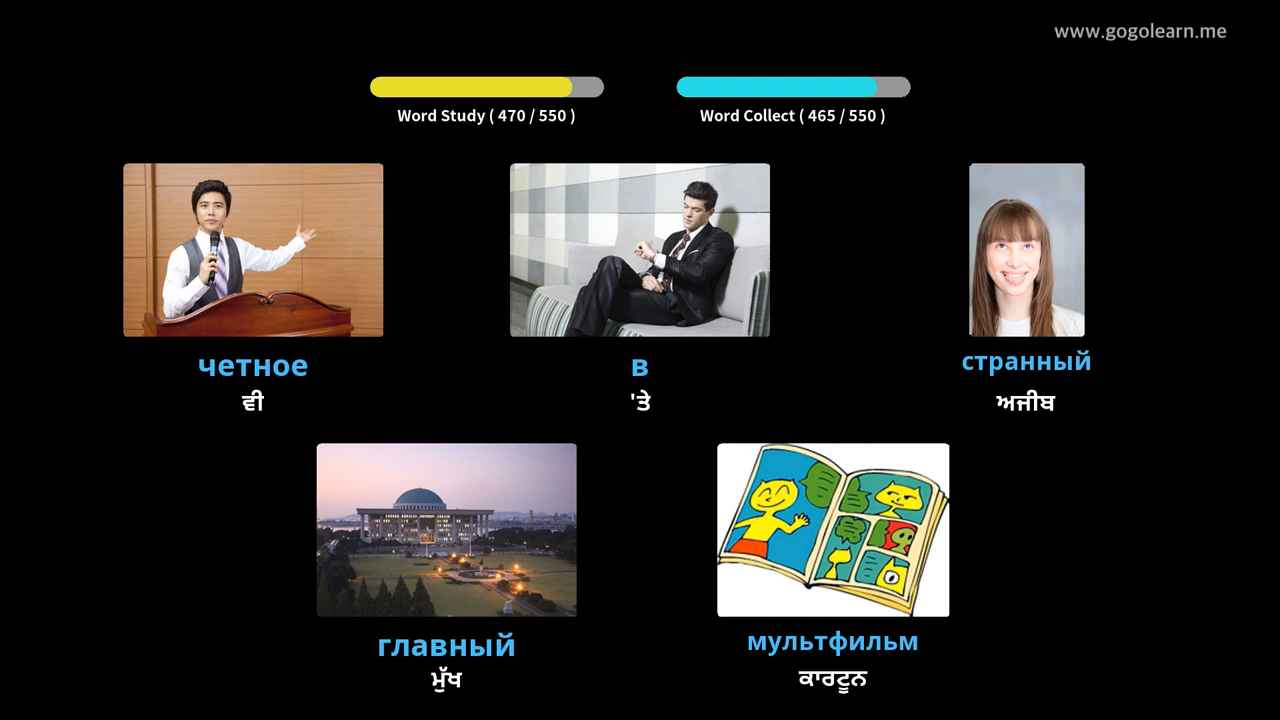 www.gogolearn.me
Word Study ( 470 / 550 )
Word Collect ( 465 / 550 )
четное
ਵੀ
в
'ਤੇ
странный
ਅਜੀਬ
главный
ਮੁੱਖ
мультфильм
ਕਾਰਟੂਨ